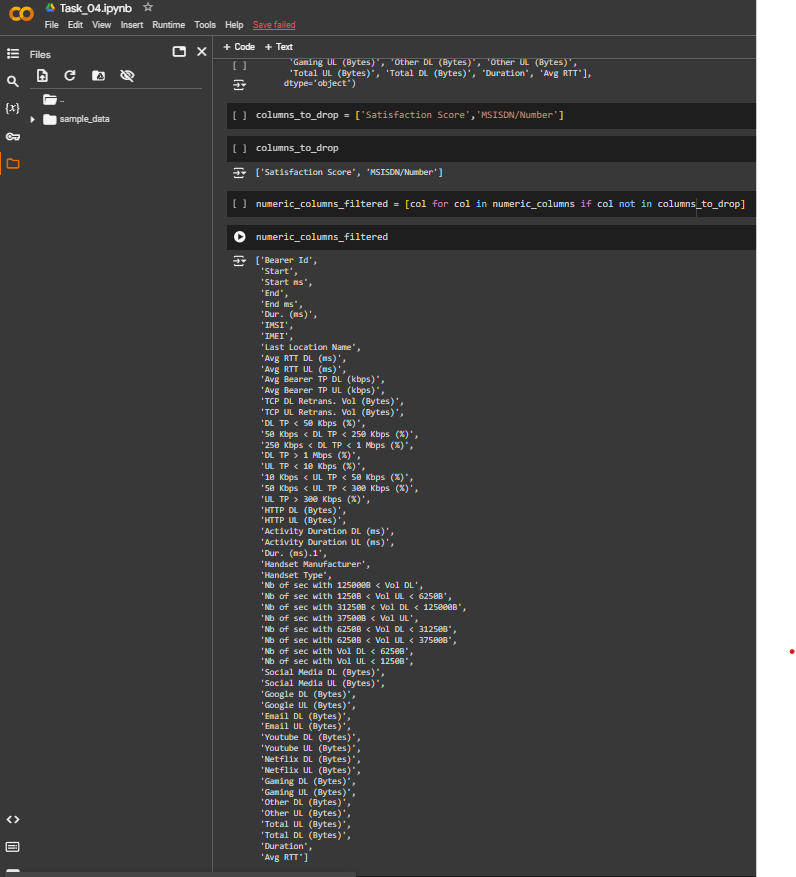 Task_04.ipynb
File Edit View Insert Runtime Tools Help Save failed
Files
+ Code + Text
..
sample_data
{x}
[ ] 'Gaming UL (Bytes)', 'Other DL (Bytes)', 'Other UL (Bytes)',
'Total UL (Bytes)', 'Total DL (Bytes)', 'Duration', 'Avg RTT'],
dtype='object')
[ ] columns_to_drop = ['Satisfaction Score','MSISDN/Number']
[ ] columns_to_drop
['Satisfaction Score', 'MSISDN/Number']
[ ] numeric_columns_filtered = [col for col in numeric_columns if col not in columns_to_drop]
numeric_columns_filtered
['Bearer Id',
'Start',
'Start ms',
'End',
'End ms',
'Dur. (ms)',
'IMSI',
'IMEI',
'Last Location Name',
'Avg RTT DL (ms)',
'Avg RTT UL (ms)',
'Avg Bearer TP DL (kbps)',
'Avg Bearer TP UL (kbps)',
'TCP DL Retrans. Vol (Bytes)',
'TCP UL Retrans. Vol (Bytes)',
'DL TP < 50 Kbps (%)',
'50 Kbps < DL TP < 250 Kbps (%)',
'250 Kbps < DL TP < 1 Mbps (%)',
'DL TP > 1 Mbps (%)',
'UL TP < 10 Kbps (%)',
'10 Kbps < UL TP < 50 Kbps (%)',
'50 Kbps < UL TP < 300 Kbps (%)',
'UL TP > 300 Kbps (%)',
'HTTP DL (Bytes)',
'HTTP UL (Bytes)',
'Activity Duration DL (ms)',
'Activity Duration UL (ms)',
'Dur. (ms).1',
'Handset Manufacturer',
'Handset Type',
'Nb of sec with 125000B < Vol DL',
'Nb of sec with 1250B < Vol UL < 6250B',
'Nb of sec with 31250B < Vol DL < 125000B',
'Nb of sec with 37500B < Vol UL',
'Nb of sec with 6250B < Vol DL < 31250B',
'Nb of sec with 6250B < Vol UL < 37500B',
'Nb of sec with Vol DL < 6250B',
'Nb of sec with Vol UL < 1250B',
'Social Media DL (Bytes)',
'Social Media UL (Bytes)',
'Google DL (Bytes)',
'Google UL (Bytes)',
'Email DL (Bytes)',
'Email UL (Bytes)',
'Youtube DL (Bytes)',
'Youtube UL (Bytes)',
'Netflix DL (Bytes)',
'Netflix UL (Bytes)',
'Gaming DL (Bytes)',
'Gaming UL (Bytes)',
'Other DL (Bytes)',
'Other UL (Bytes)',
'Total UL (Bytes)',
'Total DL (Bytes)',
'Duration',
'Avg RTT']